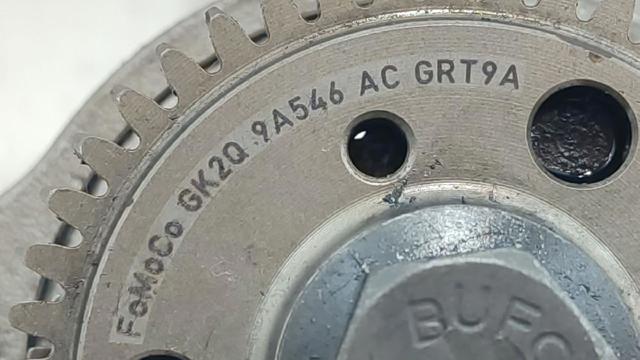 FoMoCo GK2Q 9A546 AC GRT9A
BUFO